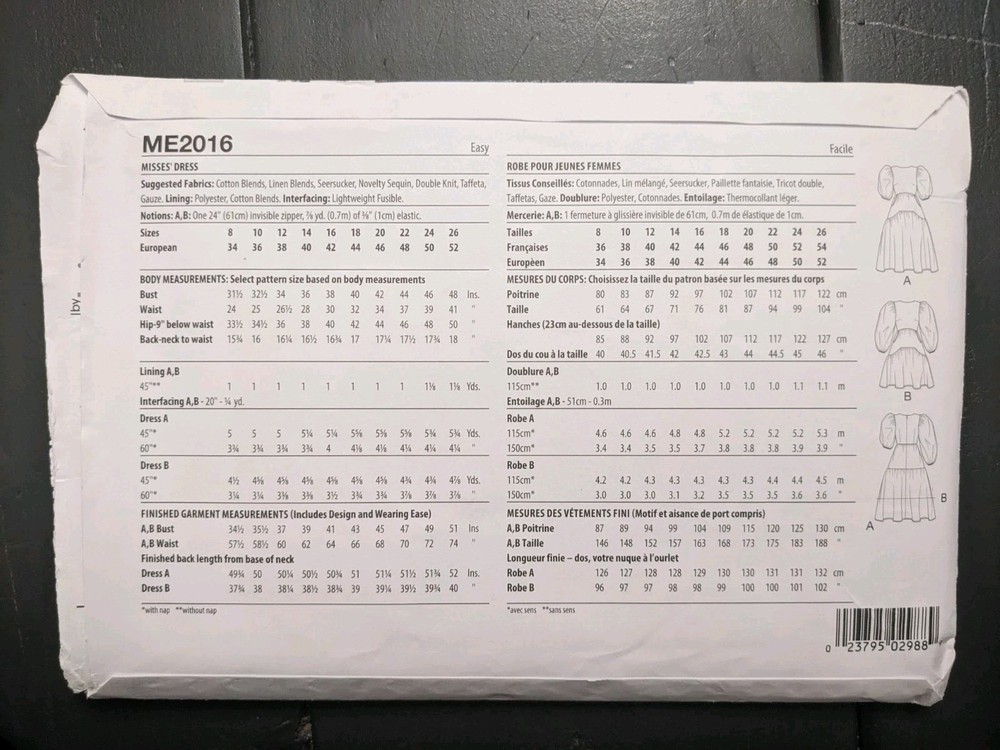 ME2016
Easy
MISSES' DRESS
Suggested Fabrics: Cotton Blends, Linen Blends, Seersucker, Novelty Sequin, Double Knit, Taffeta,
Gauze. Lining: Polyester, Cotton Blends. Interfacing: Lightweight Fusible.
Notions: A,B: One 24" (61cm) invisible zipper, ¾ yd. (0.7m) of ⅜" (1cm) elastic.
Sizes 8 10 12 14 16 18 20 22 24 26
European 34 36 38 40 42 44 46 48 50 52
BODY MEASUREMENTS: Select pattern size based on body measurements
Bust 31½ 32½ 34 36 38 40 42 44 46 48 Ins.
Waist 24 25 26½ 28 30 32 34 37 39 41 "
Hip-9" below waist 33½ 34½ 36 38 40 42 44 46 48 50 "
Back-neck to waist 15¾ 16 16¼ 16½ 16¾ 17 17¼ 17½ 17¾ 18 "
Lining A,B
45"** 1 1 1 1 1 1 1 1 1⅛ 1⅛ Yds.
Interfacing A,B - 20" - ¼ yd.
Dress A
45"* 5 5 5 5¼ 5¼ 5⅝ 5⅝ 5⅝ 5¾ 5¾ Yds.
60"* 3¾ 3¾ 3¾ 3¾ 4 4⅛ 4⅛ 4¼ 4¼ 4¼ "
Dress B
45"* 4½ 4⅝ 4⅝ 4⅝ 4⅝ 4⅝ 4¾ 4¾ 4⅞ Yds.
60"* 3¼ 3¼ 3⅜ 3⅜ 3½ 3¾ 3¾ 3⅞ 3⅞ 3⅞ "
FINISHED GARMENT MEASUREMENTS (Includes Design and Wearing Ease)
A,B Bust 34½ 35½ 37 39 41 43 45 47 49 51 Ins
A,B Waist 57½ 58½ 60 62 64 66 68 70 72 74 "
Finished back length from base of neck
Dress A 49¾ 50 50¼ 50½ 50¾ 51 51¼ 51½ 51¾ 52 Ins.
Dress B 37¾ 38 38¼ 38½ 38¾ 39 39¼ 39½ 39¾ 40 "
*with nap **without nap
Facile
ROBE POUR JEUNES FEMMES
Tissus Conseillés: Cotonnades, Lin mélangé, Seersucker, Paillette fantaisie, Tricot double,
Taffetas, Gaze. Doublure: Polyester, Cotonnades. Entoilage: Thermocollant léger.
Mercerie: A,B: 1 fermeture à glissière invisible de 61cm, 0.7m de élastique de 1cm.
Tailles 8 10 12 14 16 18 20 22 24 26
Françaises 36 38 40 42 44 46 48 50 52 54
Europèen 34 36 38 40 42 44 46 48 50 52
MESURES DU CORPS: Choisissez la taille du patron basée sur les mesures du corps
Poitrine 80 83 87 92 97 102 107 112 117 122 cm
Taille 61 64 67 71 76 81 87 94 99 104 "
Hanches (23cm au-dessous de la taille)
85 88 92 97 102 107 112 117 122 127 cm
Dos du cou à la taille 40 40.5 41.5 42 42.5 43 44 44.5 45 46 "
Doublure A,B
115cm** 1.0 1.0 1.0 1.0 1.0 1.0 1.0 1.0 1.1 1.1 m
Entoilage A,B - 51cm - 0.3m
Robe A
115cm* 4.6 4.6 4.6 4.8 4.8 5.2 5.2 5.2 5.2 5.3 m
150cm* 3.4 3.4 3.5 3.5 3.7 3.8 3.8 3.8 3.9 3.9 "
Robe B
115cm* 4.2 4.2 4.3 4.3 4.3 4.3 4.3 4.4 4.4 4.5 m
150cm* 3.0 3.0 3.0 3.1 3.2 3.5 3.5 3.5 3.6 3.6 "
MESURES DES VÉTEMENTS FINI (Motif et aisance de port compris)
A,B Poitrine 87 89 94 99 104 109 115 120 125 130 cm
A,B Taille 146 148 152 157 163 168 173 175 183 188 "
Longueur finie – dos, votre nuque à l'ourlet
Robe A 126 127 128 128 129 130 130 131 131 132 cm
Robe B 96 97 97 98 98 99 100 100 101 102 "
*avec sens **sans sens
A
B
A
B
0 23795 02988